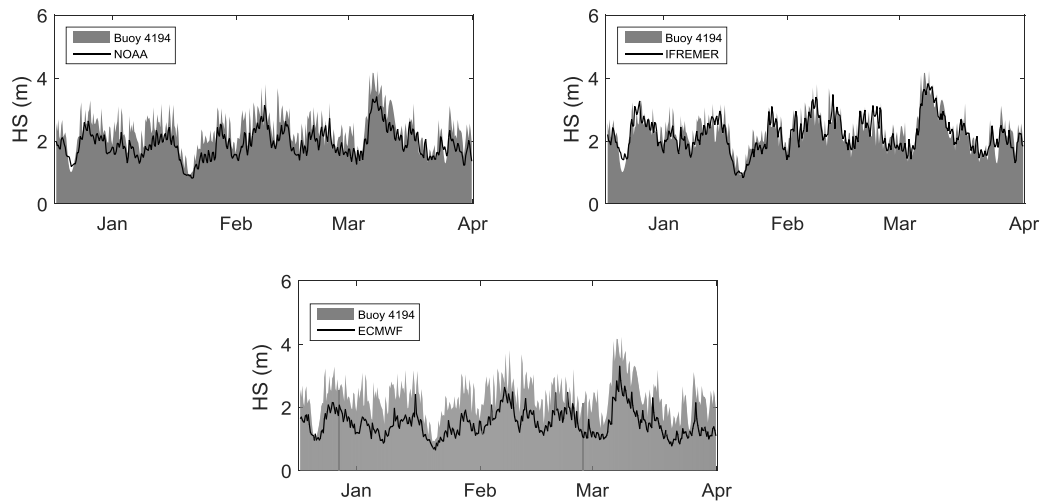 6
4
2
0
HS (m)
Buoy 4194
NOAA
Jan Feb Mar Apr
6
4
2
0
HS (m)
Buoy 4194
IFREMER
Jan Feb Mar Apr
6
4
2
0
HS (m)
Buoy 4194
ECMWF
Jan Feb Mar Apr